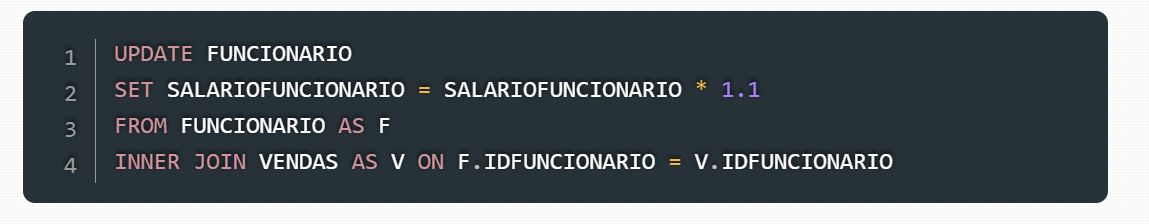 1 UPDATE FUNCIONARIO
2 SET SALARIOFUNCIONARIO = SALARIOFUNCIONARIO * 1.1
3 FROM FUNCIONARIO AS F
4 INNER JOIN VENDAS AS V ON F.IDFUNCIONARIO = V.IDFUNCIONARIO